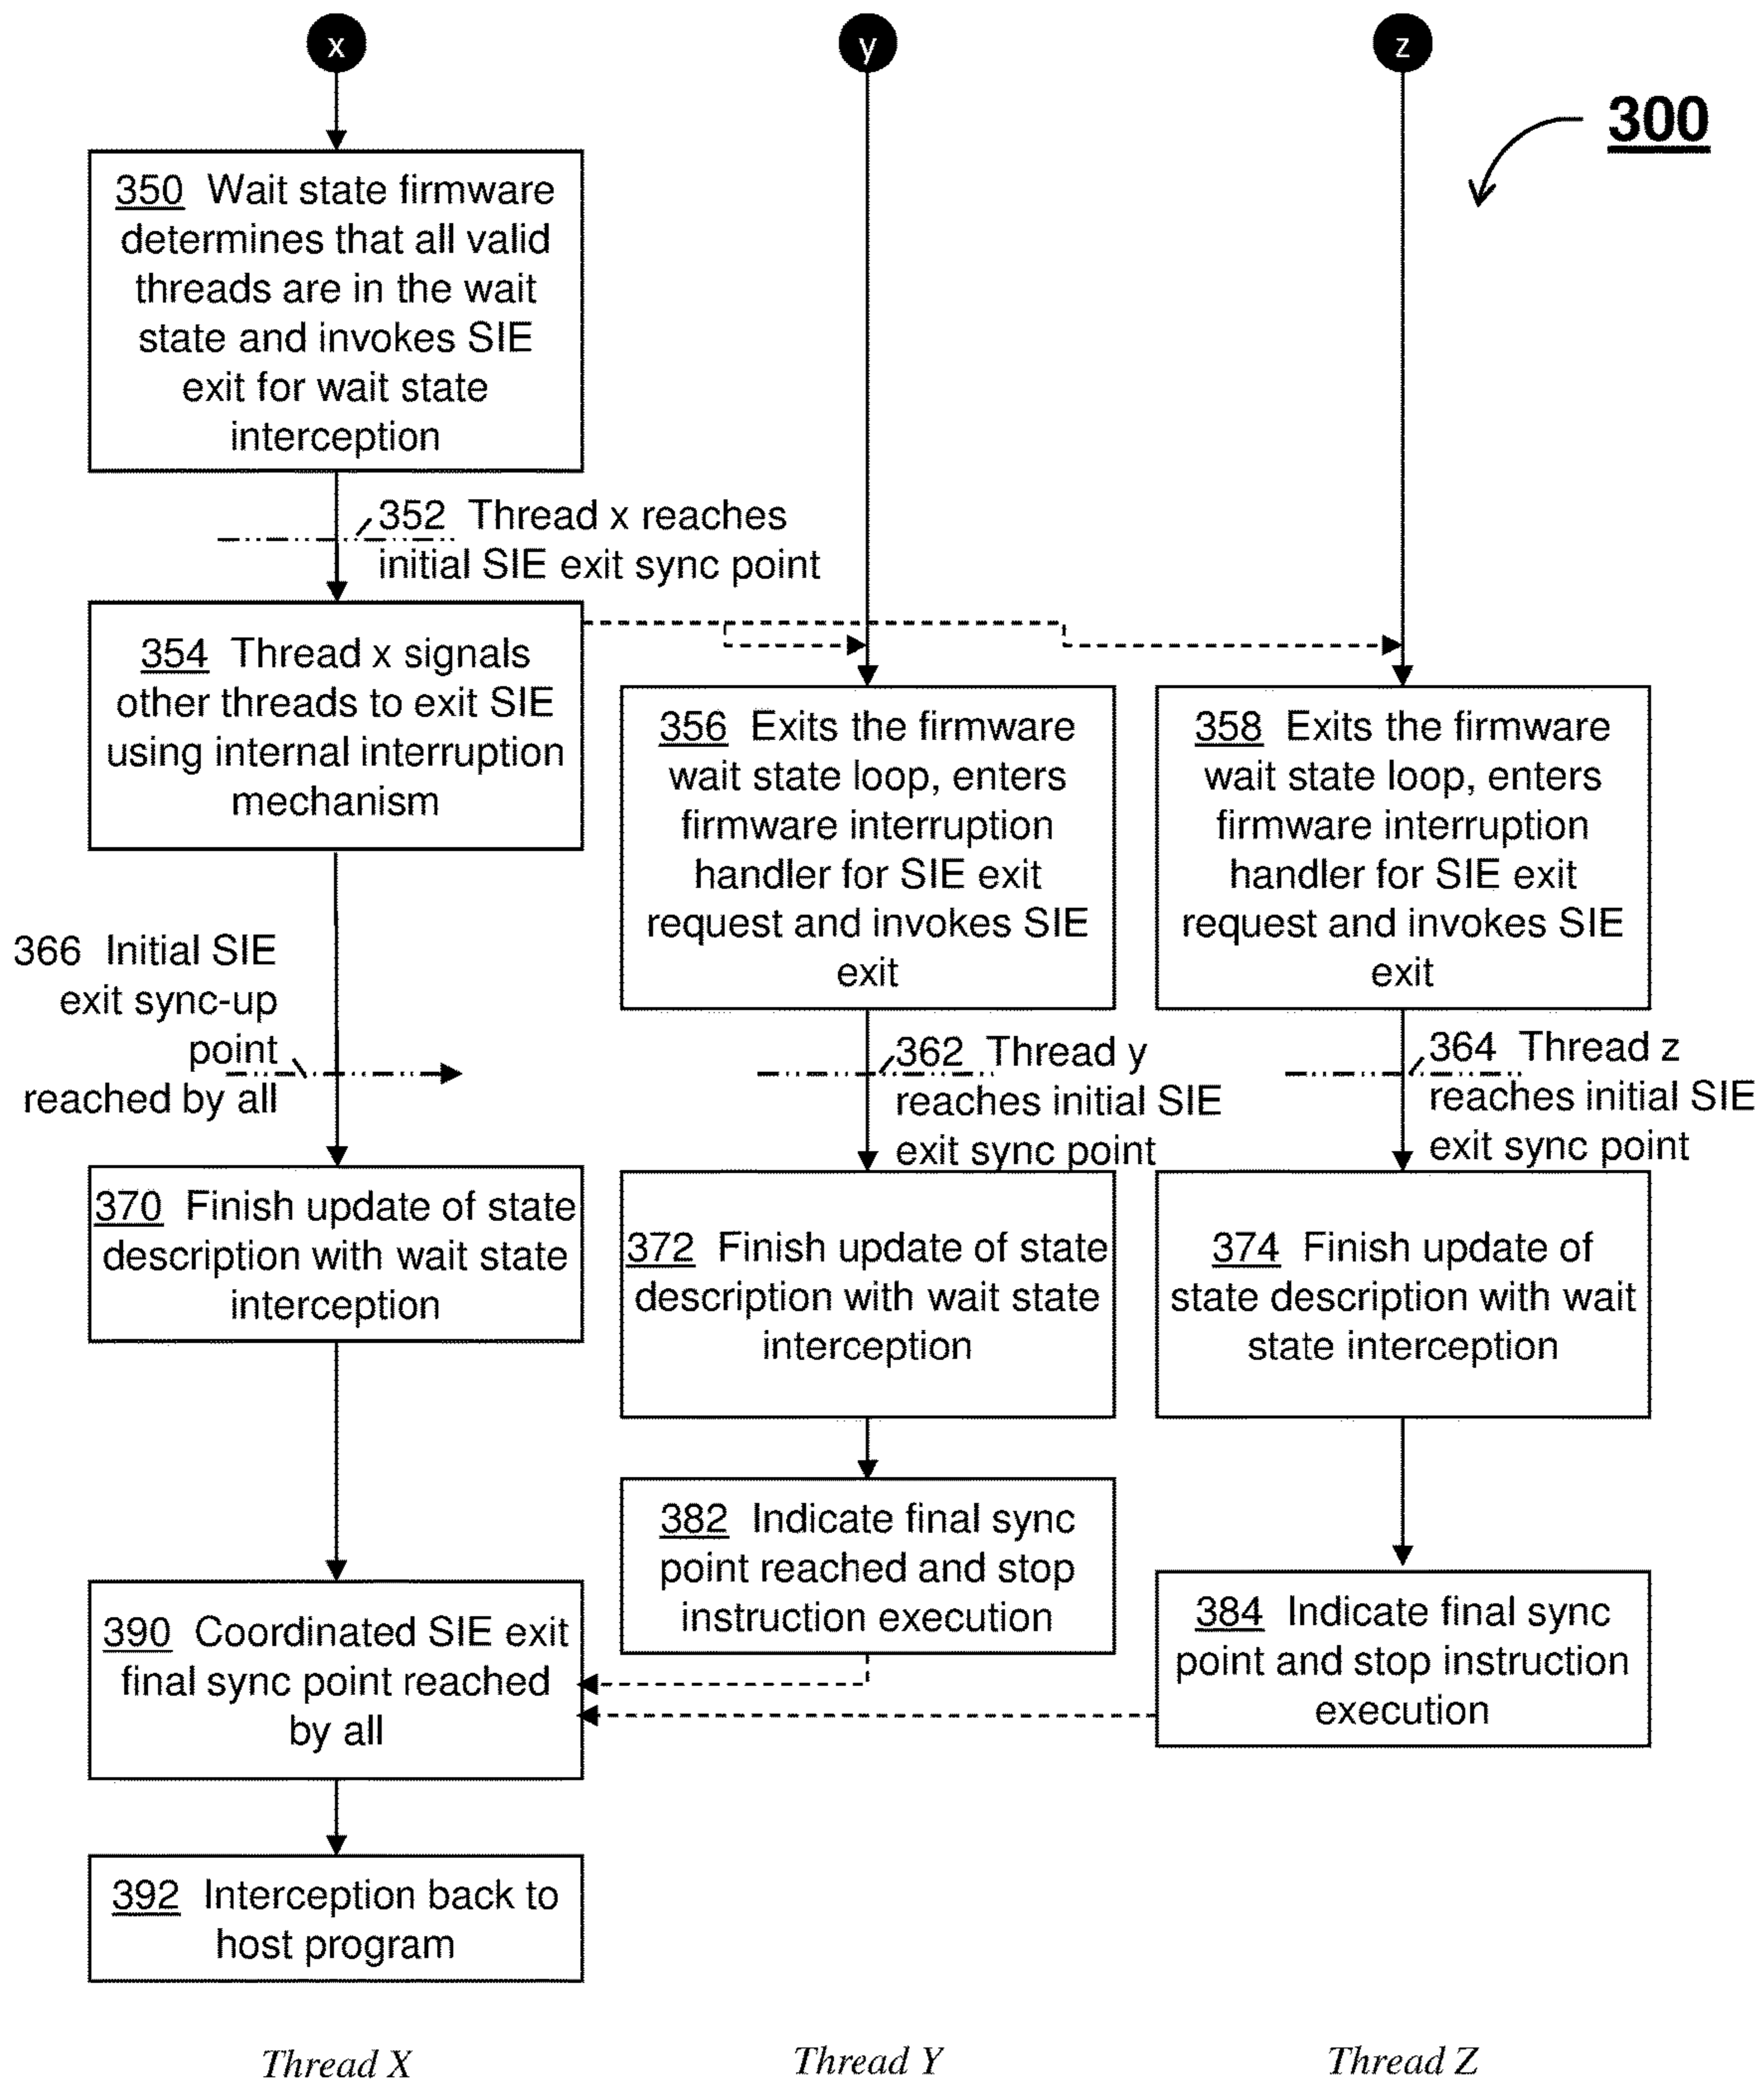 x
y
z
300
350 Wait state firmware
determines that all valid
threads are in the wait
state and invokes SIE
exit for wait state
interception
352 Thread x reaches
initial SIE exit sync point
354 Thread x signals
other threads to exit SIE
using internal interruption
mechanism
356 Exits the firmware
wait state loop, enters
firmware interruption
handler for SIE exit
request and invokes SIE
exit
358 Exits the firmware
wait state loop, enters
firmware interruption
handler for SIE exit
request and invokes SIE
exit
366 Initial SIE
exit sync-up
point
reached by all
362 Thread y
reaches initial SIE
exit sync point
364 Thread z
reaches initial SIE
exit sync point
370 Finish update of state
description with wait state
interception
372 Finish update of state
description with wait state
interception
374 Finish update of
state description with wait
state interception
382 Indicate final sync
point reached and stop
instruction execution
384 Indicate final sync
point and stop instruction
execution
390 Coordinated SIE exit
final sync point reached
by all
392 Interception back to
host program
Thread X
Thread Y
Thread Z